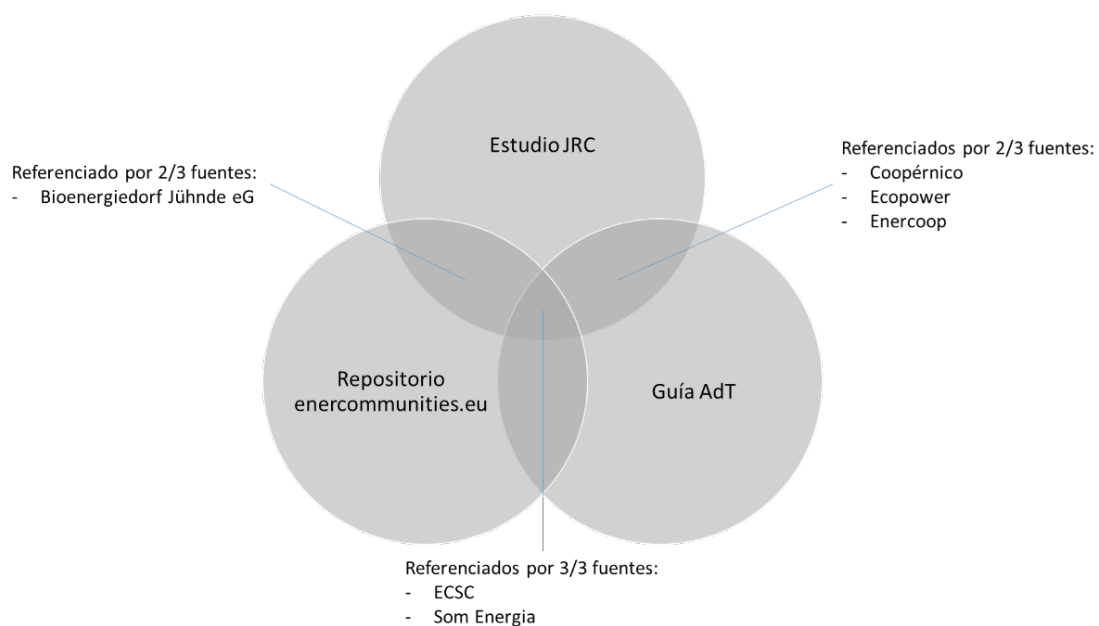 Estudio JRC
Referenciado por 2/3 fuentes:
- Bioenergiedorf Jühnde eG
Referenciados por 2/3 fuentes:
- Coopérnico
- Ecopower
- Enercoop
Repositorio
enercommunities.eu
Guía AdT
Referenciados por 3/3 fuentes:
- ECSC
- Som Energia